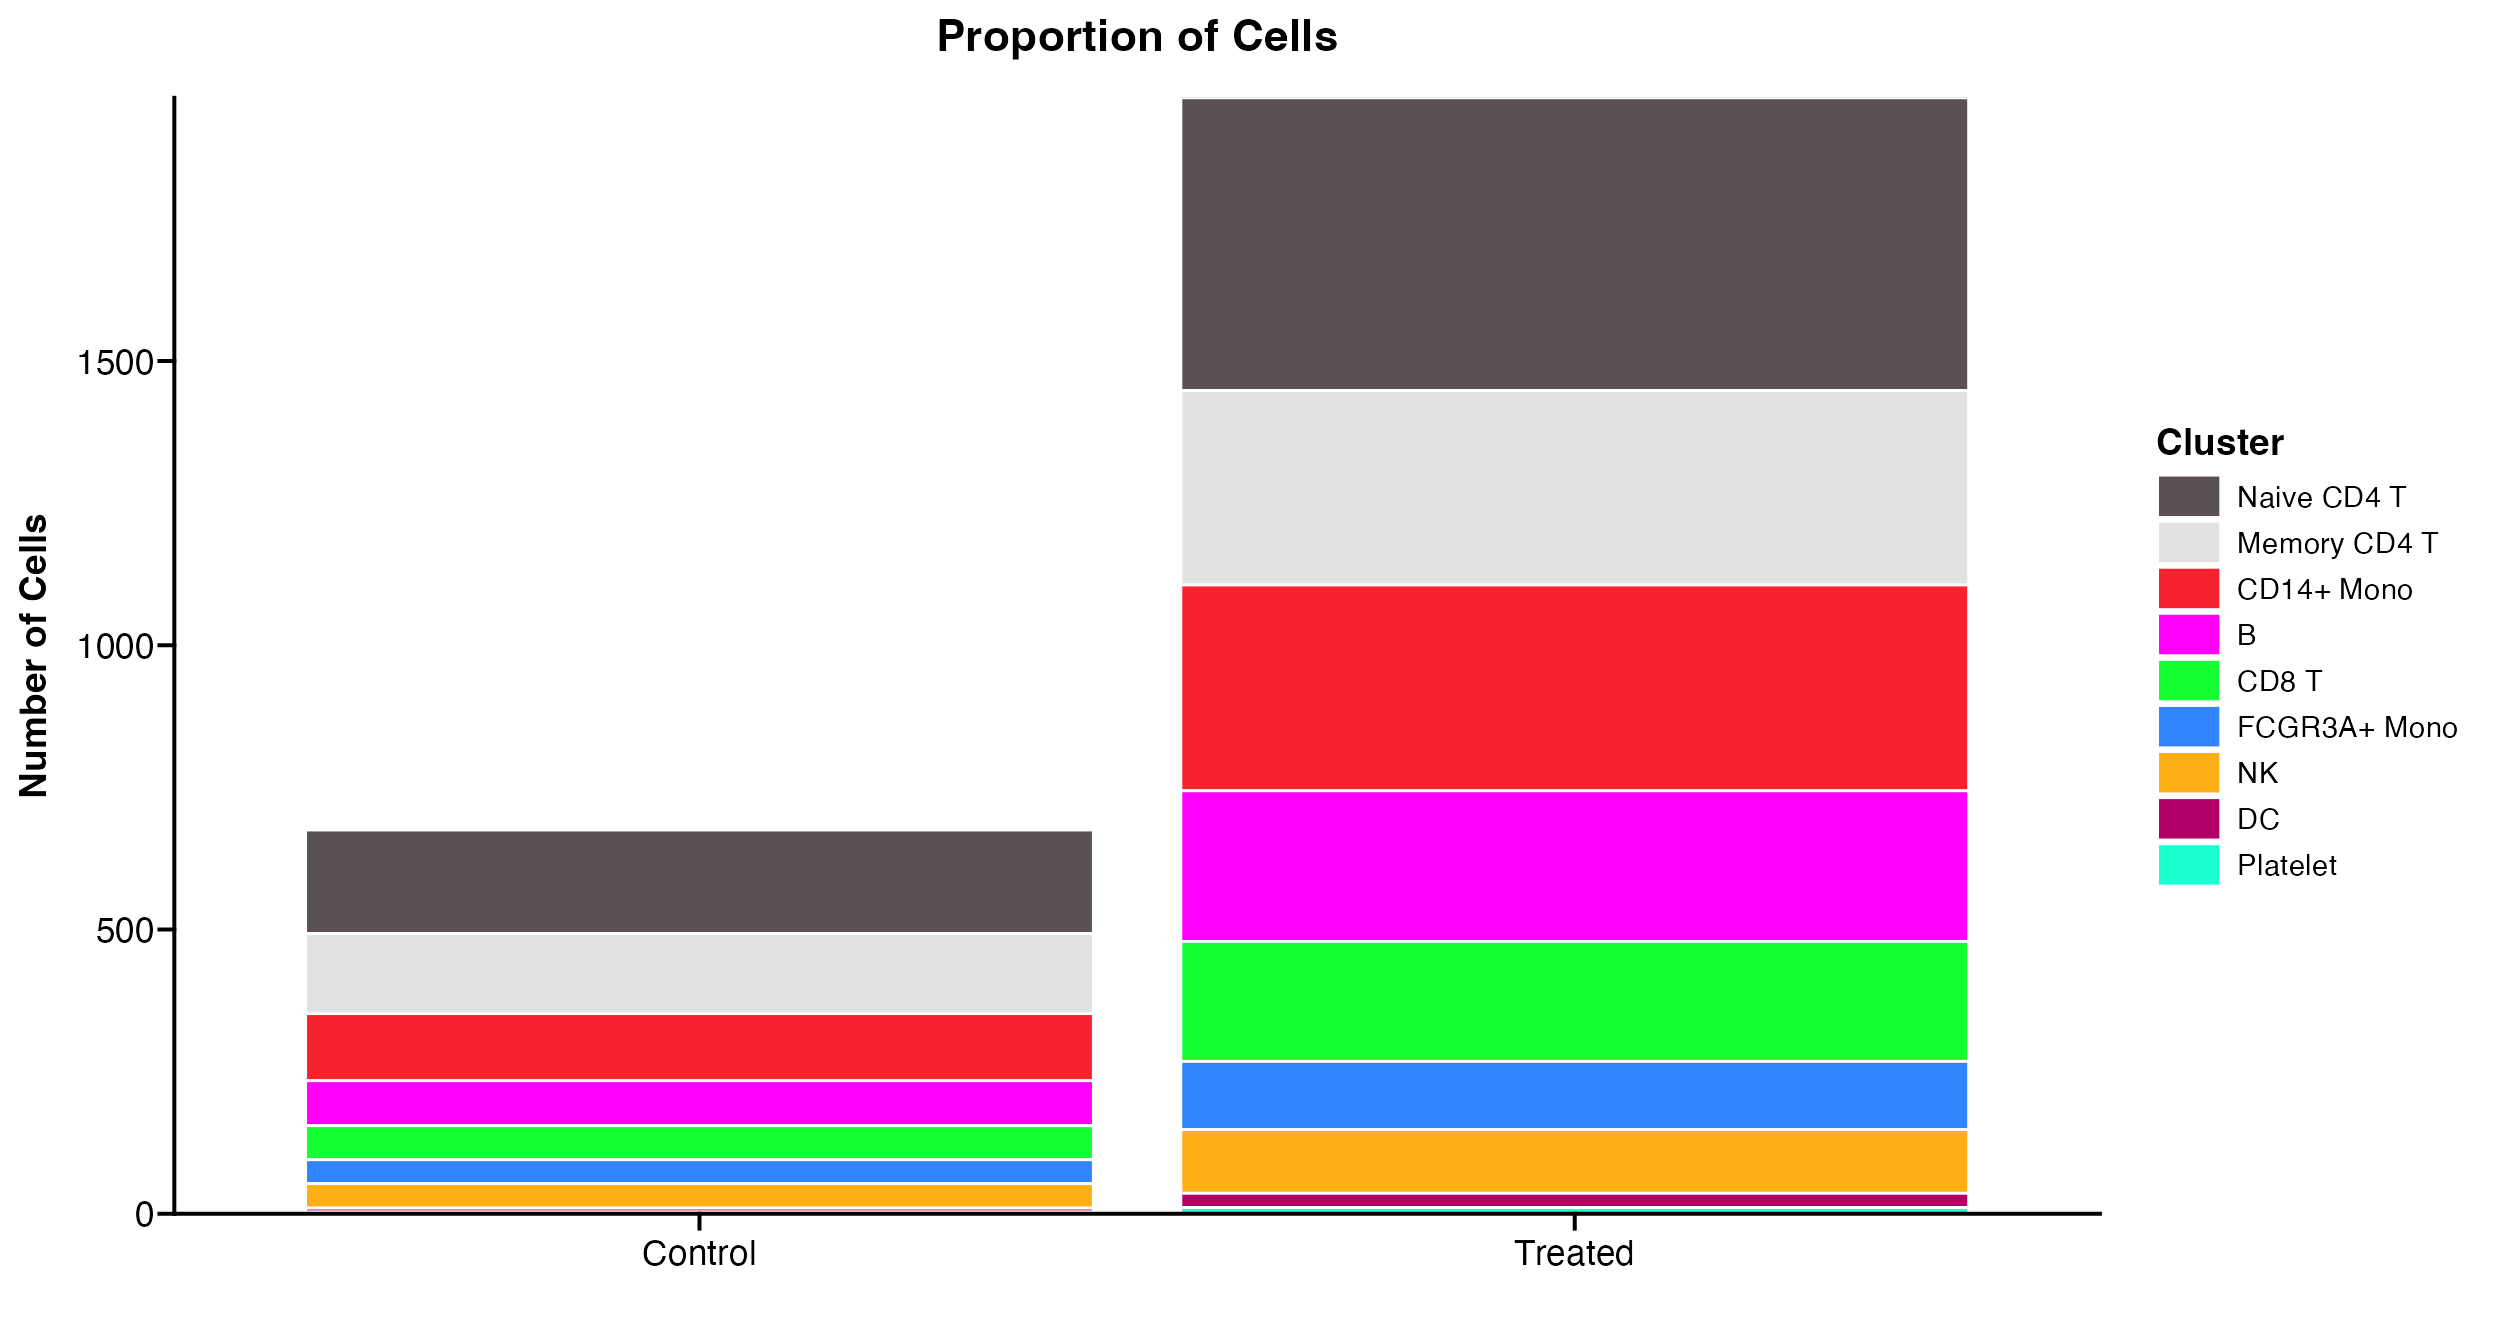 Proportion of Cells
Number of Cells
1500
1000
500
0
Control
Treated
Cluster
Naive CD4 T
Memory CD4 T
CD14+ Mono
B
CD8 T
FCGR3A+ Mono
NK
DC
Platelet